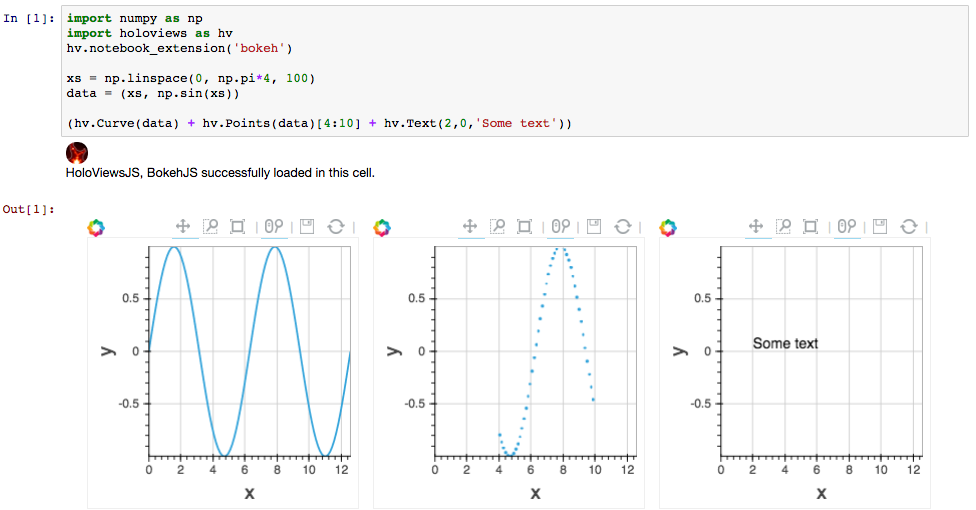 In [1]: import numpy as np
import holoviews as hv
hv.notebook_extension('bokeh')
xs = np.linspace(0, np.pi*4, 100)
data = (xs, np.sin(xs))
(hv.Curve(data) + hv.Points(data)[4:10] + hv.Text(2,0,'Some text'))
HoloViewsJS, BokehJS successfully loaded in this cell.
Out[1]:
0.5
0
-0.5
y
0 2 4 6 8 10 12
x
0.5
0
-0.5
y
0 2 4 6 8 10 12
x
0.5
0
-0.5
y
Some text
0 2 4 6 8 10 12
x